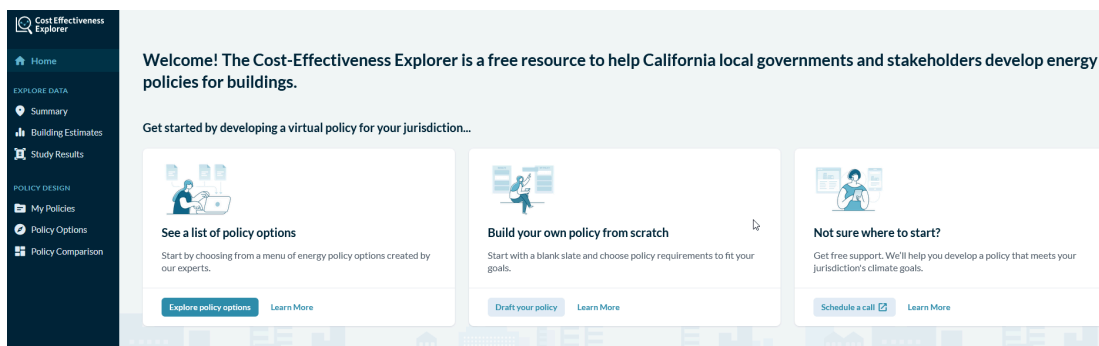 Cost Effectiveness
Explorer
Home
EXPLORE DATA
Summary
Building Estimates
Study Results
POLICY DESIGN
My Policies
Policy Options
Policy Comparison
Welcome! The Cost-Effectiveness Explorer is a free resource to help California local governments and stakeholders develop energy
policies for buildings.
Get started by developing a virtual policy for your jurisdiction...
See a list of policy options
Start by choosing from a menu of energy policy options created by
our experts.
Explore policy options Learn More
Build your own policy from scratch
Start with a blank slate and choose policy requirements to fit your
goals.
Draft your policy Learn More
Not sure where to start?
Get free support. We'll help you develop a policy that meets your
jurisdiction's climate goals.
Schedule a call Learn More